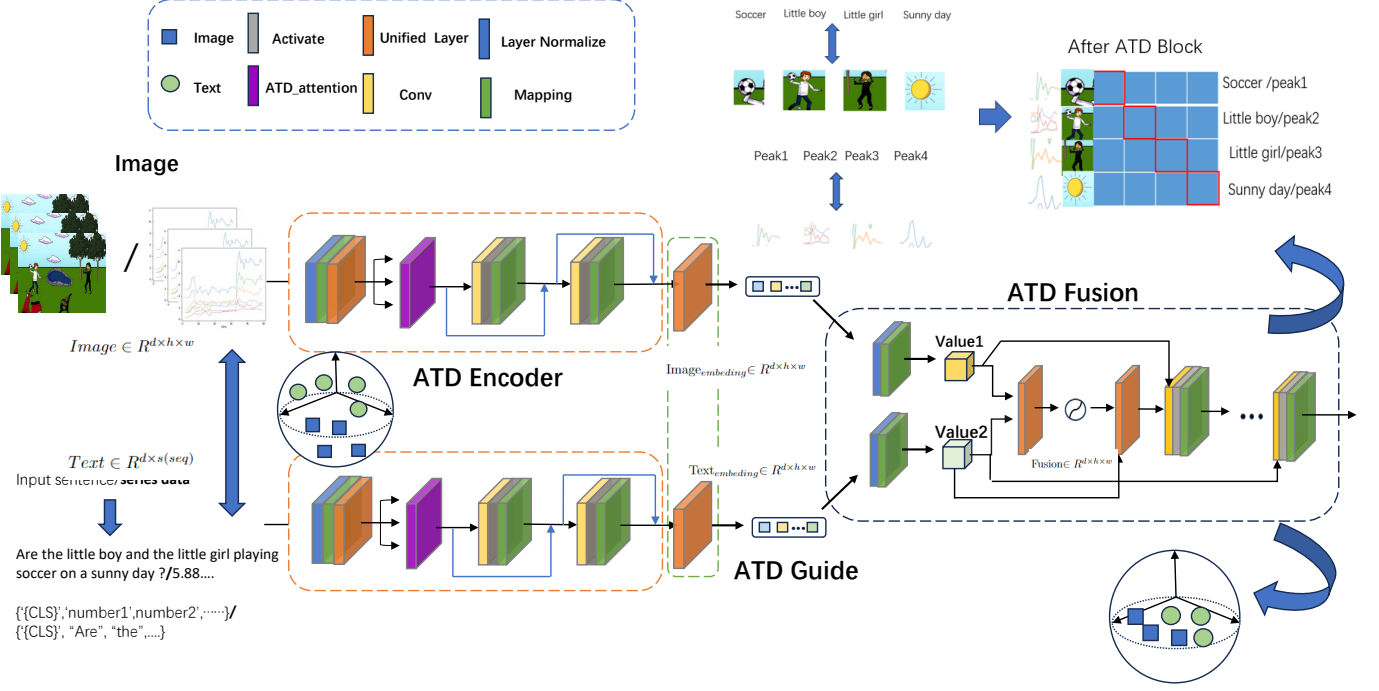 Image
Activate
Unified Layer
Layer Normalize
Text
ATD_attention
Conv
Mapping
Soccer
Little boy
Little girl
Sunny day
After ATD Block
Soccer /peak1
Little boy/peak2
Little girl/peak3
Sunny day/peak4
Peak1
Peak2
Peak3
Peak4
Image
/
Image ∈ R^{d×h×w}
ATD Encoder
Image_{embeding} ∈ R^{d×h×w}
ATD Fusion
Value1
Value2
Fusion∈ R^{d×h×w}
Text ∈ R^{d×s(seq)}
Input sentence/series data
Text_{embeding} ∈ R^{d×h×w}
ATD Guide
Are the little boy and the little girl playing
soccer on a sunny day ?/5.88....
{'{CLS}','number1',number2',······}/
{'{CLS}', "Are", "the",....}